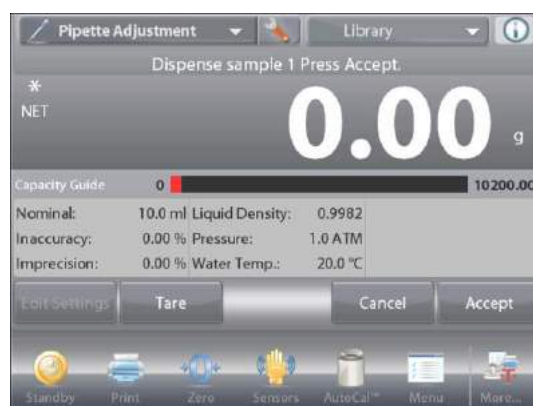 Pipette Adjustment Library
Dispense sample 1 Press Accept.
*
NET
0.00 g
Capacity Guide 0 10200.00
Nominal: 10.0 ml Liquid Density: 0.9982
Inaccuracy: 0.00 % Pressure: 1.0 ATM
Imprecision: 0.00 % Water Temp.: 20.0 °C
Edit Settings Tare Cancel Accept
Standby Print Zero Sensors AutoCal™ Menu More...